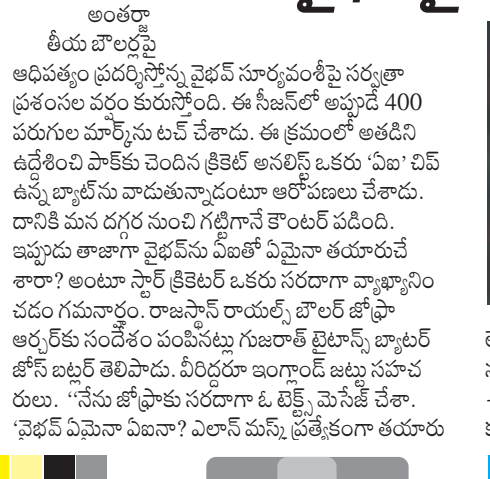 అంతర్జా
తీయ బౌలర్లపై
ఆధిపత్యం ప్రదర్శిస్తోన్న వైభవ్ సూర్యవంశీపై సర్వత్రా
ప్రశంసల వర్షం కురుస్తోంది. ఈ సీజన్‌లో అప్పుడే 400
పరుగుల మార్క్‌ను టచ్ చేశాడు. ఈ క్రమంలో అతడిని
ఉద్దేశించి పాక్‌కు చెందిన క్రికెట్ అనలిస్ట్ ఒకరు ‘ఏఐ’ చిప్
ఉన్న బ్యాట్‌ను వాడుతున్నాడంటూ ఆరోపణలు చేశాడు.
దానికి మన దగ్గర నుంచి గట్టిగానే కౌంటర్ పడింది.
ఇప్పుడు తాజాగా వైభవ్‌ను ఏఐతో ఏమైనా తయారుచే
శారా? అంటూ స్టార్ క్రికెటర్ ఒకరు సరదాగా వ్యాఖ్యానిం
చడం గమనార్హం. రాజస్థాన్ రాయల్స్ బౌలర్ జోఫ్రా
ఆర్చర్‌కు సందేశం పంపినట్లు గుజరాత్ టైటాన్స్ బ్యాటర్
జోస్ బట్లర్ తెలిపాడు. వీరిద్దరూ ఇంగ్లాండ్ జట్టు సహచ
రులు. “నేను జోఫ్రాకు సరదాగా ఓ టెక్స్ట్ మెసేజ్ చేశా.
‘వైభవ్ ఏమైనా ఏఐనా? ఎలాన్ మస్క్ ప్రత్యేకంగా తయారు